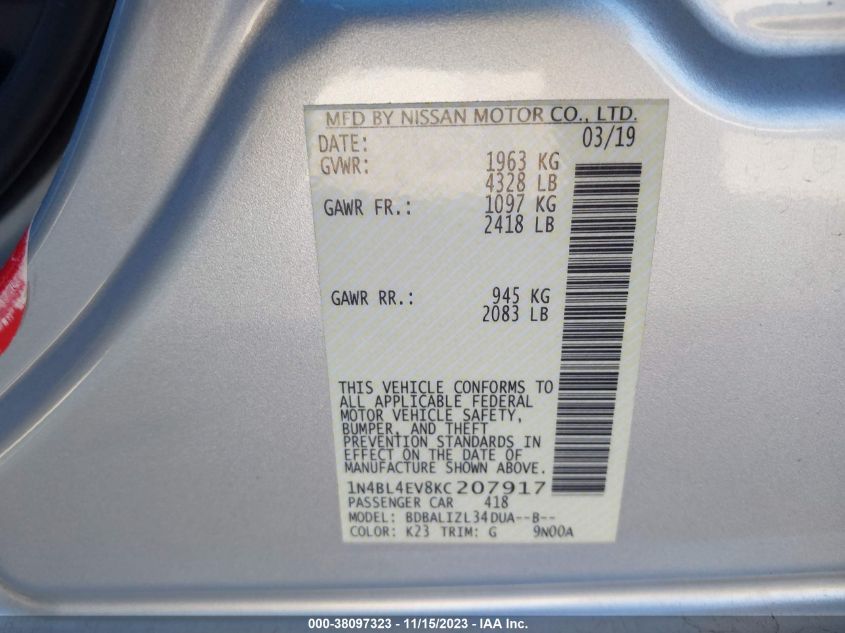 MFD BY NISSAN MOTOR CO., LTD.
DATE: 03/19
GVWR: 1963 KG
4328 LB
GAWR FR.: 1097 KG
2418 LB
GAWR RR.: 945 KG
2083 LB
THIS VEHICLE CONFORMS TO
ALL APPLICABLE FEDERAL
MOTOR VEHICLE SAFETY,
BUMPER, AND THEFT
PREVENTION STANDARDS IN
EFFECT ON THE DATE OF
MANUFACTURE SHOWN ABOVE.
1N4BL4EV8KC207917
PASSENGER CAR 418
MODEL: BDBALIZL34DUA--B--
COLOR: K23 TRIM: G 9N00A
000-38097323 - 11/15/2023 - IAA Inc.